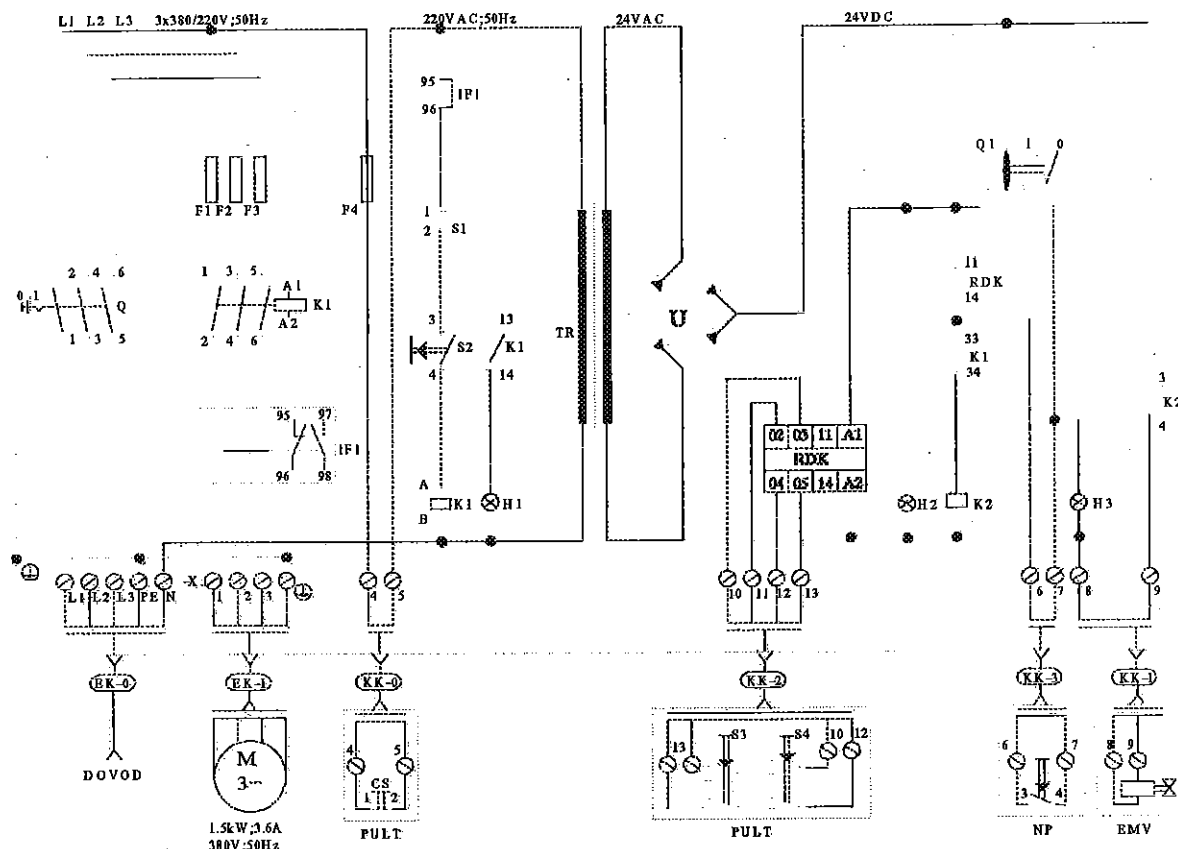 L1 L2 L3 3x380/220V;50Hz
220VAC;50Hz
24VAC
24VDC
95
1F1
96
Q1 1 0
F1 F2 F3
F4
1
2 S1
11
RDK
14
0 1
2 4 6
Q
1 3 5
1 3 5
A1
K1
A2
2 4 6
3
S2
4
13
K1
14
TR
U
33
K1
34
3
K2
4
02 03 11 A1
RDK
04 05 14 A2
95 97
1F1
96 98
A
K1
B
H1
H2
K2
H3
L1 L2 L3 PE N
-X
1 2 3
4 5
10 11 12 13
6 7 8 9
EK-0
EK-1
KK-0
KK-2
KK-3
KK-1
DOVOD
M
3~
1.5kW;3.6A
380V;50Hz
4 5
CS
1 2
PULT
13
S3
S4
10 12
PULT
6 7
3 4
NP
8 9
EMV